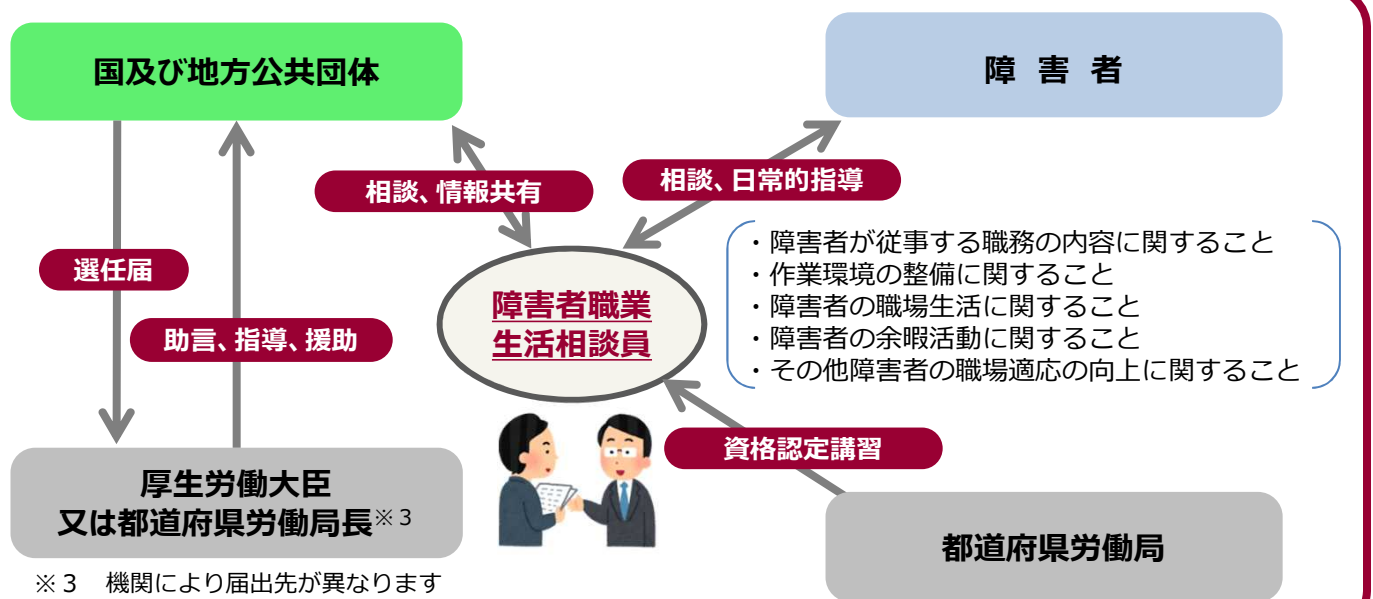 国及び地方公共団体
障 害 者
相談、情報共有
相談、日常的指導
選任届
助言、指導、援助
障害者職業
生活相談員
・障害者が従事する職務の内容に関すること
・作業環境の整備に関すること
・障害者の職場生活に関すること
・障害者の余暇活動に関すること
・その他障害者の職場適応の向上に関すること
資格認定講習
厚生労働大臣
又は都道府県労働局長※3
都道府県労働局
※3 機関により届出先が異なります